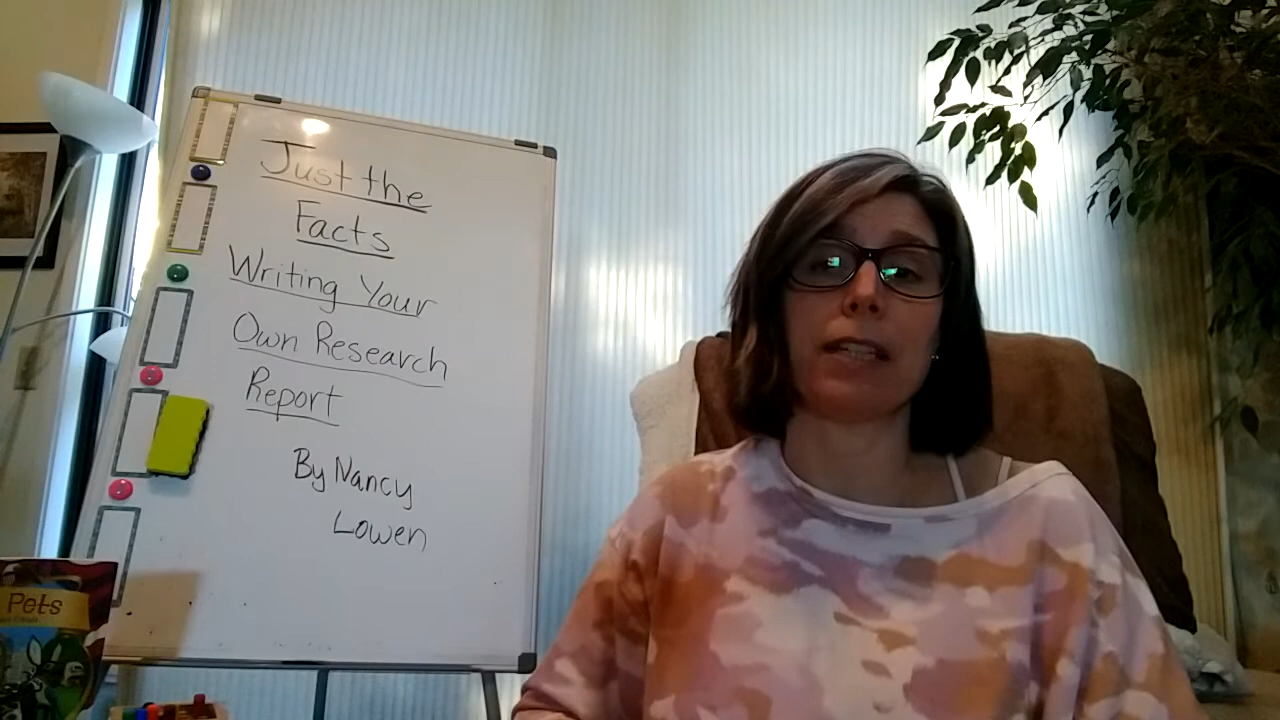 Just the
Facts
Writing Your
Own Research
Report
By Nancy
Lowen
Pets